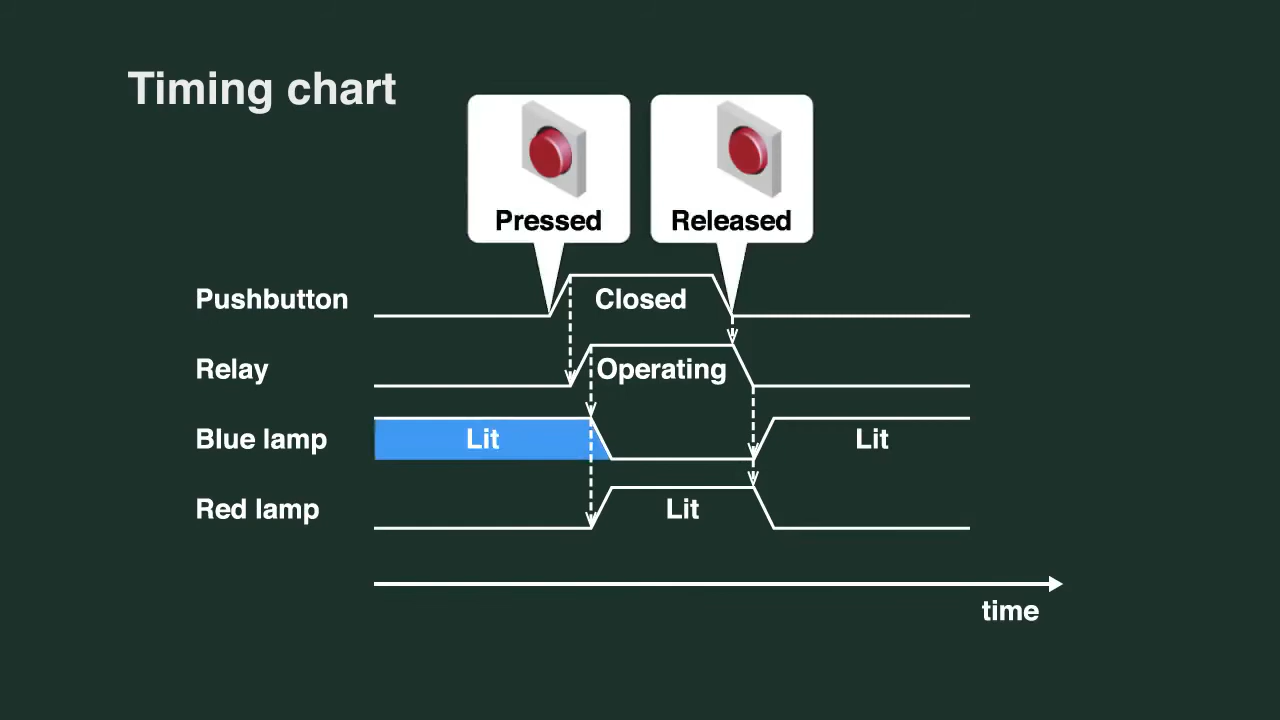 Timing chart
Pressed
Released
Pushbutton
Closed
Relay
Operating
Blue lamp
Lit
Lit
Red lamp
Lit
time